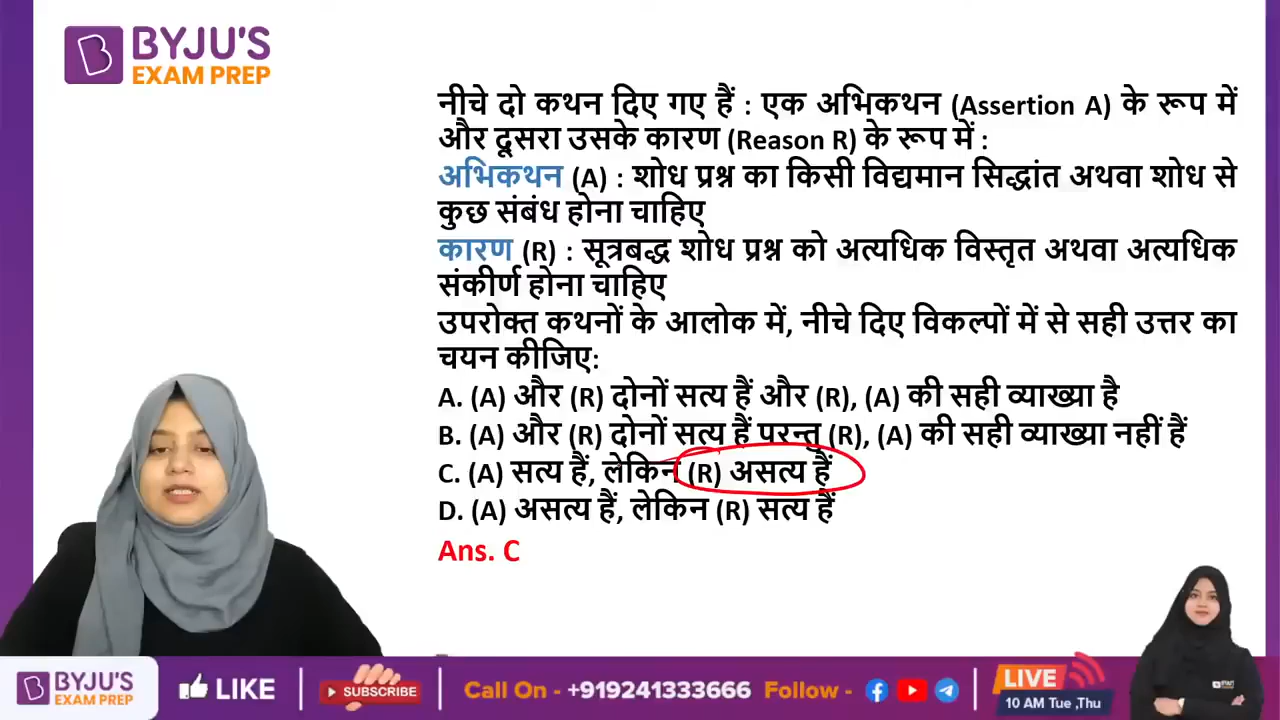 BYJU'S
EXAM PREP
नीचे दो कथन दिए गए हैं : एक अभिकथन (Assertion A) के रूप में
और दूसरा उसके कारण (Reason R) के रूप में :
अभिकथन (A) : शोध प्रश्न का किसी विद्यमान सिद्धांत अथवा शोध से
कुछ संबंध होना चाहिए
कारण (R) : सूत्रबद्ध शोध प्रश्न को अत्यधिक विस्तृत अथवा अत्यधिक
संकीर्ण होना चाहिए
उपरोक्त कथनों के आलोक में, नीचे दिए विकल्पों में से सही उत्तर का
चयन कीजिए:
A. (A) और (R) दोनों सत्य हैं और (R), (A) की सही व्याख्या है
B. (A) और (R) दोनों सत्य हैं परन्तु (R), (A) की सही व्याख्या नहीं हैं
C. (A) सत्य हैं, लेकिन (R) असत्य हैं
D. (A) असत्य हैं, लेकिन (R) सत्य हैं
Ans. C
BYJU'S
EXAM PREP
LIKE
SUBSCRIBE
Call On - +919241333666 Follow -
LIVE
10 AM Tue ,Thu